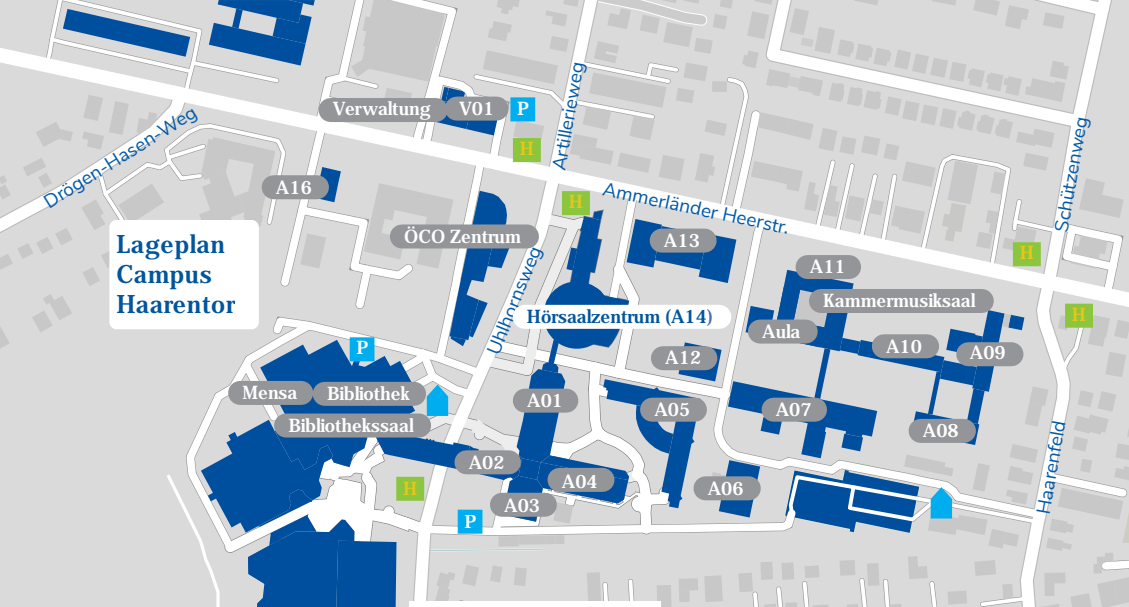 Artillerieweg
Verwaltung
V01
P
H
Drögen-Hasen-Weg
Schützenweg
A16
Ammerländer Heerstr.
H
ÖCO Zentrum
A13
Lageplan
Campus
Haarentor
H
A11
Kammermusiksaal
Uhlhornsweg
Hörsaalzentrum (A14)
H
Aula
P
A12
A10
A09
Mensa
Bibliothek
A01
A05
A07
Bibliothekssaal
A08
A02
A04
A06
H
A03
P
Haarenfeld